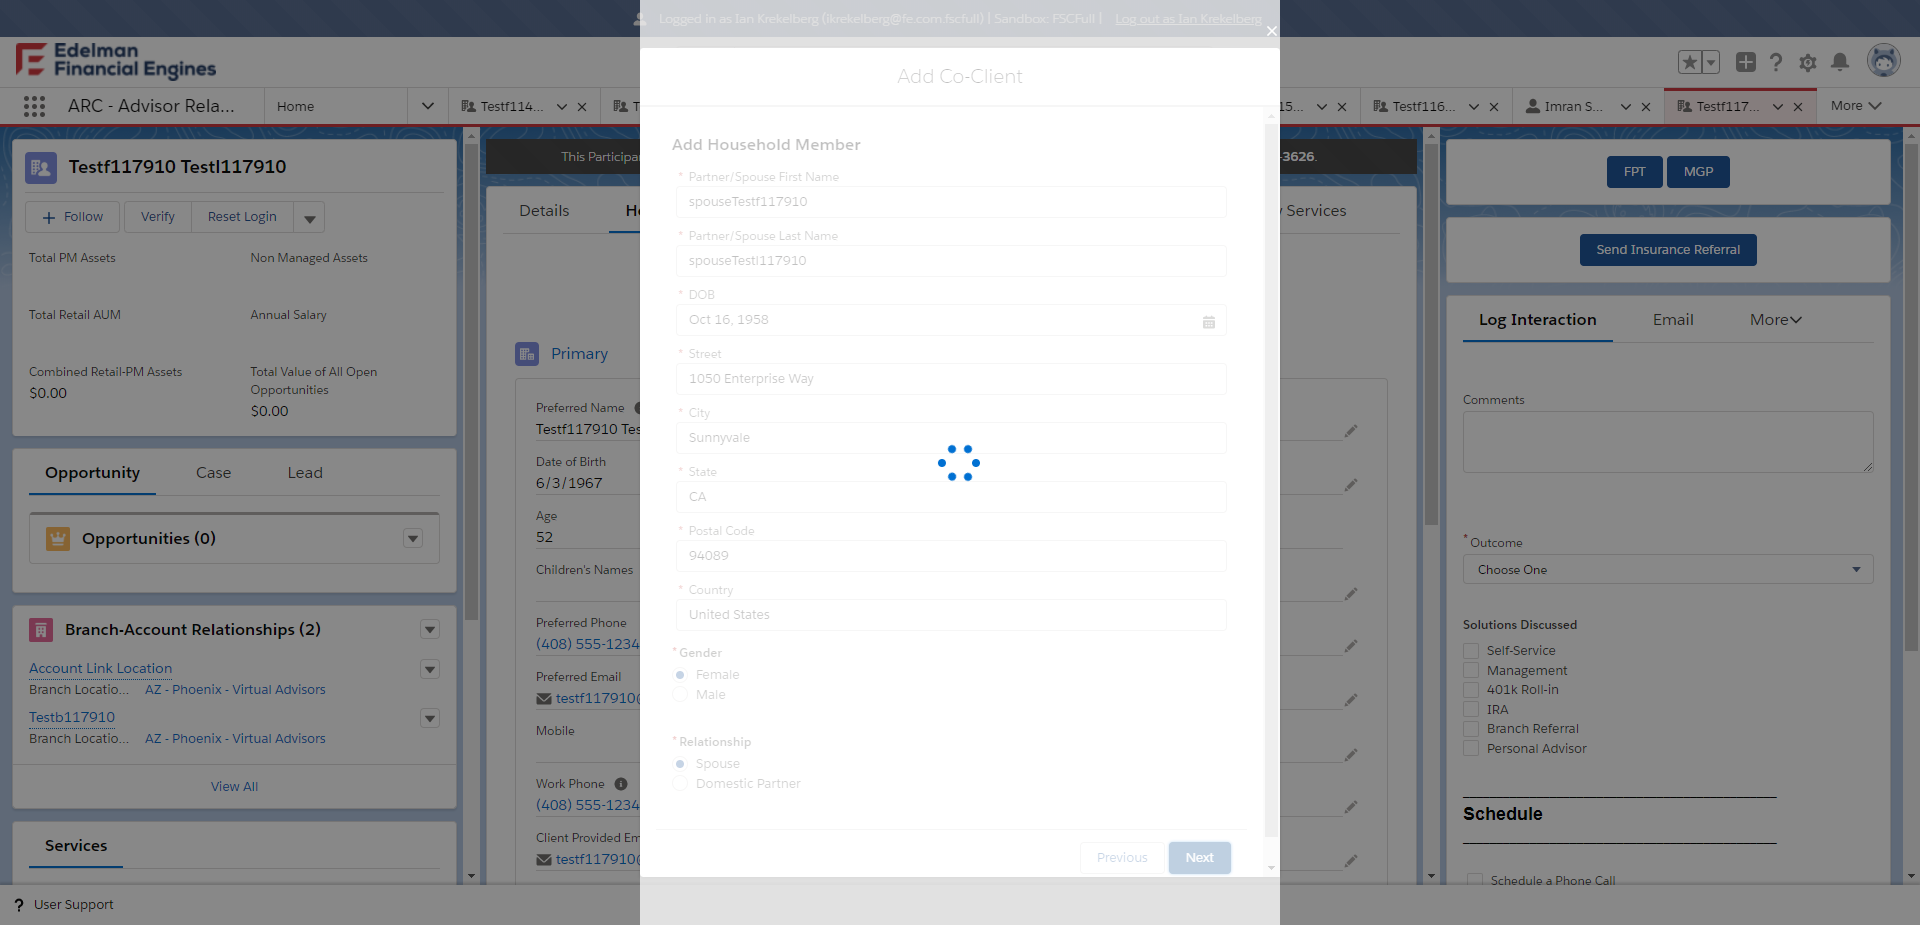 Logged in as Ian Krekelberg (ikrekelberg@fe.com.fscfull) | Sandbox: FSCFull | Log out as Ian Krekelberg
Edelman
Financial Engines
ARC - Advisor Rela...
Home
Testf114...
T
15...
Testf116...
Imran S...
Testf117...
More
Testf117910 Testl117910
Follow
Verify
Reset Login
Total PM Assets
Non Managed Assets
Total Retail AUM
Annual Salary
Combined Retail-PM Assets
$0.00
Total Value of All Open
Opportunities
$0.00
Opportunity
Case
Lead
Opportunities (0)
Branch-Account Relationships (2)
Account Link Location
Branch Locatio... AZ - Phoenix - Virtual Advisors
Testb117910
Branch Locatio... AZ - Phoenix - Virtual Advisors
View All
Services
This Participa
-3626.
Details
Services
Primary
Preferred Name
Testf117910 Tes
Date of Birth
6/3/1967
Age
52
Children's Names
Preferred Phone
(408) 555-1234
Preferred Email
testf117910
Mobile
Work Phone
(408) 555-1234
Client Provided Em
testf117910
Add Co-Client
Add Household Member
* Partner/Spouse First Name
spouseTestf117910
* Partner/Spouse Last Name
spouseTestl117910
* DOB
Oct 16, 1958
* Street
1050 Enterprise Way
* City
Sunnyvale
* State
CA
* Postal Code
94089
* Country
United States
* Gender
Female
Male
* Relationship
Spouse
Domestic Partner
Previous
Next
FPT
MGP
Send Insurance Referral
Log Interaction
Email
More
Comments
* Outcome
Choose One
Solutions Discussed
Self-Service
Management
401k Roll-in
IRA
Branch Referral
Personal Advisor
Schedule
Schedule a Phone Call
? User Support